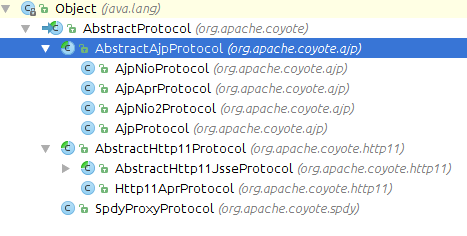 Object (java.lang)
AbstractProtocol (org.apache.coyote)
AbstractAjpProtocol (org.apache.coyote.ajp)
AjpNioProtocol (org.apache.coyote.ajp)
AjpAprProtocol (org.apache.coyote.ajp)
AjpNio2Protocol (org.apache.coyote.ajp)
AjpProtocol (org.apache.coyote.ajp)
AbstractHttp11Protocol (org.apache.coyote.http11)
AbstractHttp11JsseProtocol (org.apache.coyote.http11)
Http11AprProtocol (org.apache.coyote.http11)
SpdyProxyProtocol (org.apache.coyote.spdy)